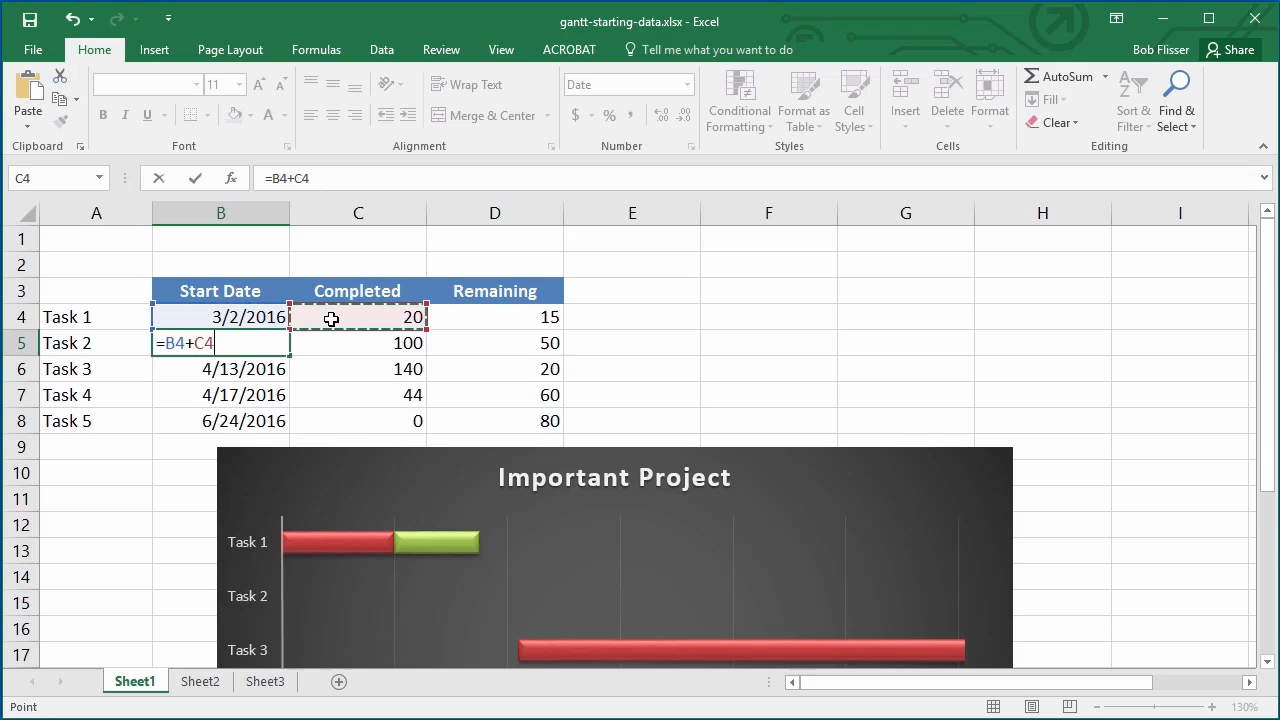 gantt-starting-data.xlsx - Excel
File Home Insert Page Layout Formulas Data Review View ACROBAT Tell me what you want to do Bob Flisser Share
11 Wrap Text Date AutoSum
Paste Conditional Format as Cell Insert Delete Format Fill Sort & Find &
B I U A Merge & Center $ % , Formatting Table Styles Clear Filter Select
Clipboard Font Alignment Number Styles Cells Editing
C4 fx =B4+C4
A B C D E F G H I
1
2
3 Start Date Completed Remaining
4 Task 1 3/2/2016 20 15
5 Task 2 =B4+C4 100 50
6 Task 3 4/13/2016 140 20
7 Task 4 4/17/2016 44 60
8 Task 5 6/24/2016 0 80
9
10 Important Project
11
12
13 Task 1
14
15 Task 2
16
17 Task 3
Sheet1 Sheet2 Sheet3
Point 130%